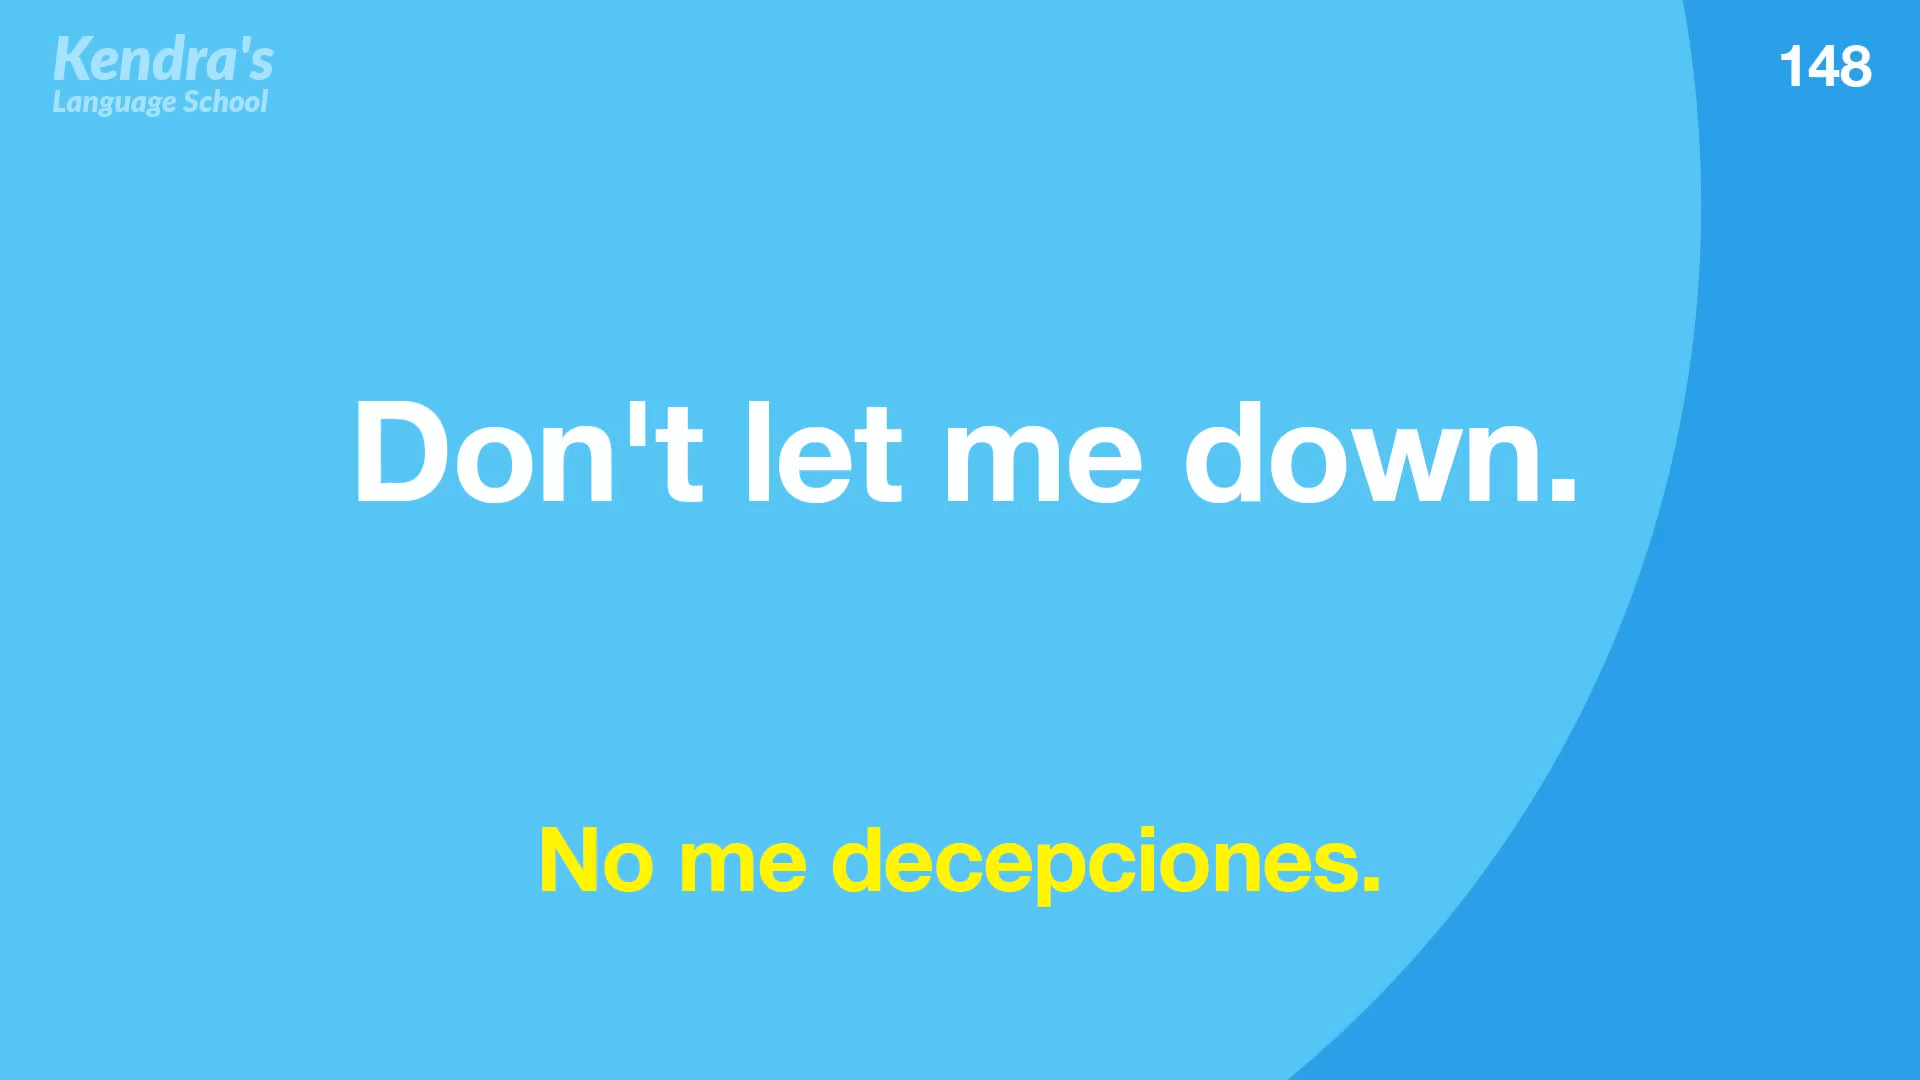 Kendra's
Language School
148
Don't let me down.
No me decepciones.